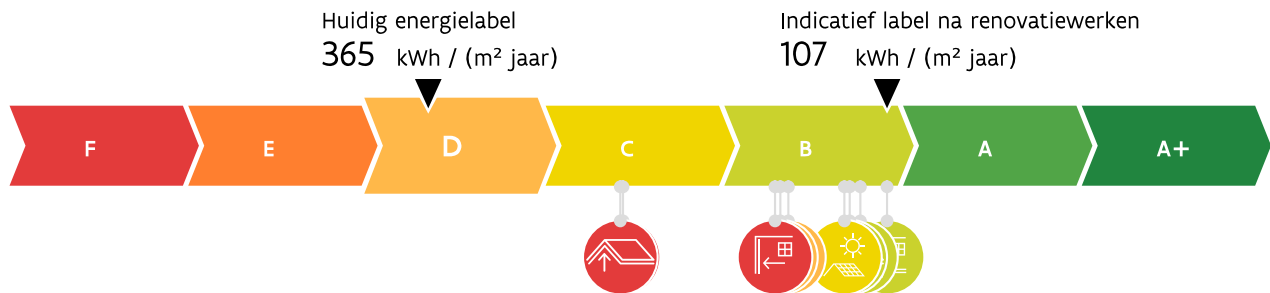 Huidig energielabel
365 kWh / (m² jaar)
Indicatief label na renovatiewerken
107 kWh / (m² jaar)
F E D C B A A+